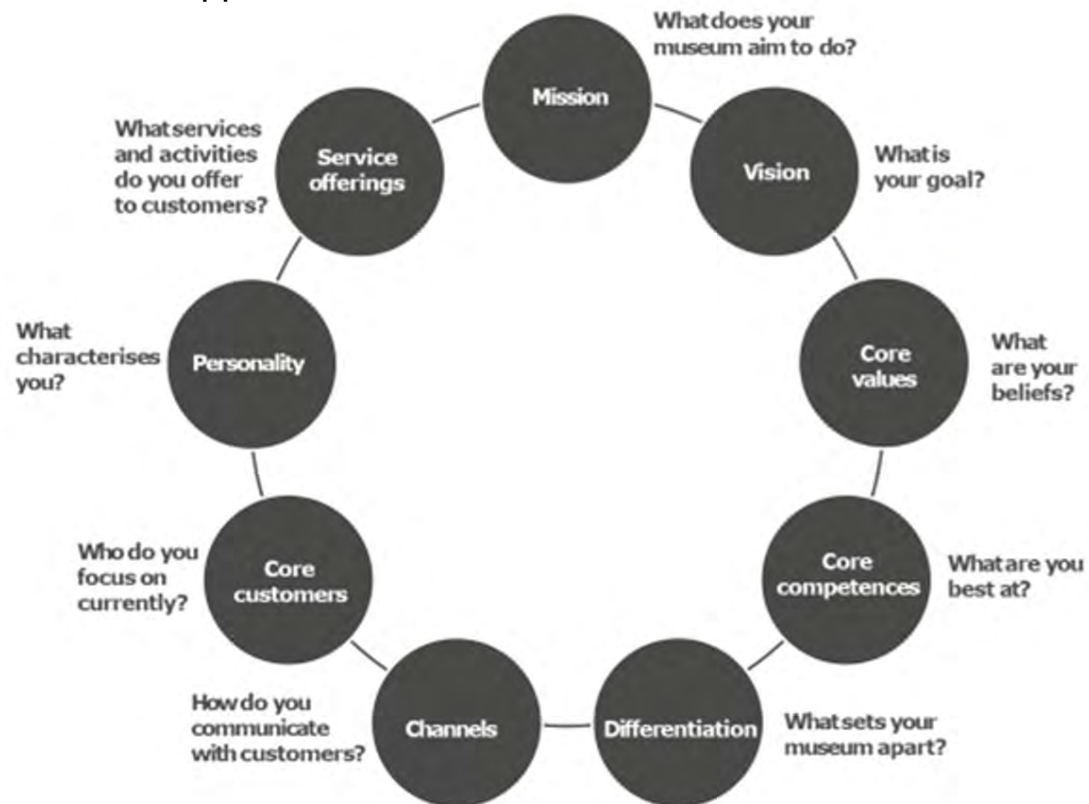 What does your
museum aim to do?
Mission
What is
your goal?
Vision
What
are your
beliefs?
Core
values
What are you
best at?
Core
competences
What sets your
museum apart?
Differentiation
How do you
communicate
with customers?
Channels
Who do you
focus on
currently?
Core
customers
What
characterises
you?
Personality
What services
and activities
do you offer
to customers?
Service
offerings